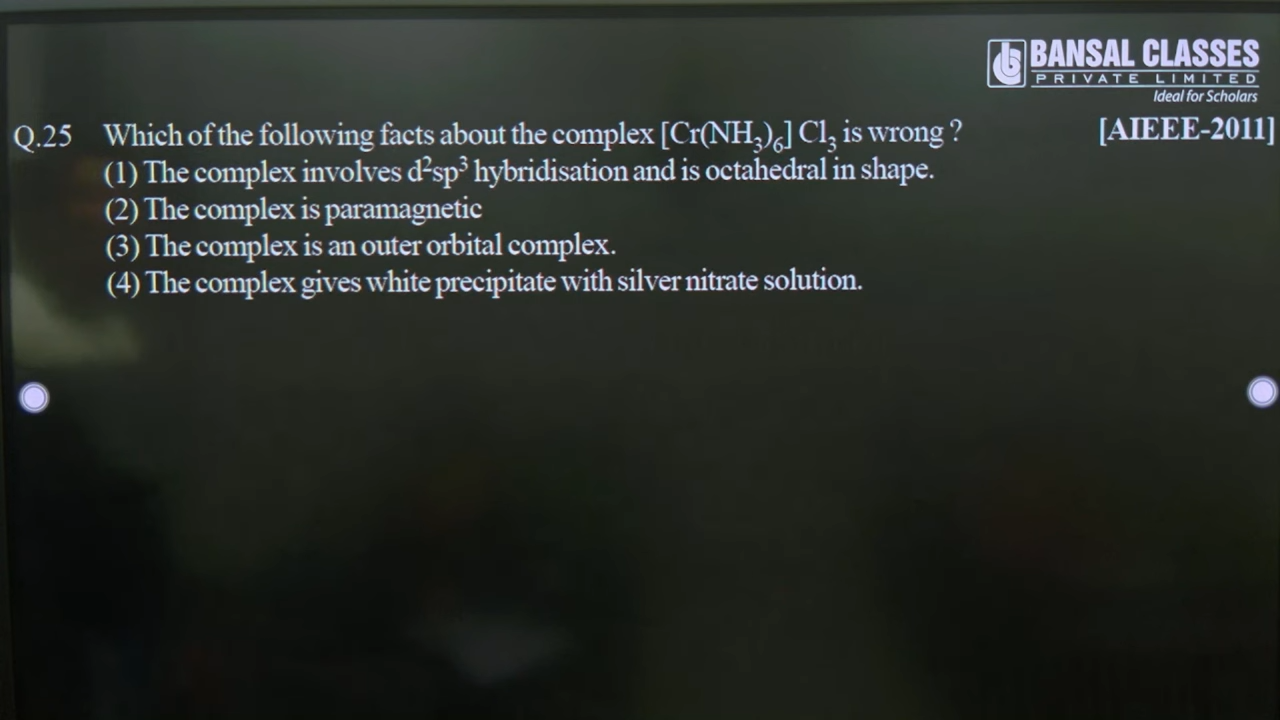 BANSAL CLASSES
PRIVATE LIMITED
Ideal for Scholars
Q.25 Which of the following facts about the complex [Cr(NH₃)₆] Cl₃ is wrong ? [AIEEE-2011]
(1) The complex involves d²sp³ hybridisation and is octahedral in shape.
(2) The complex is paramagnetic
(3) The complex is an outer orbital complex.
(4) The complex gives white precipitate with silver nitrate solution.